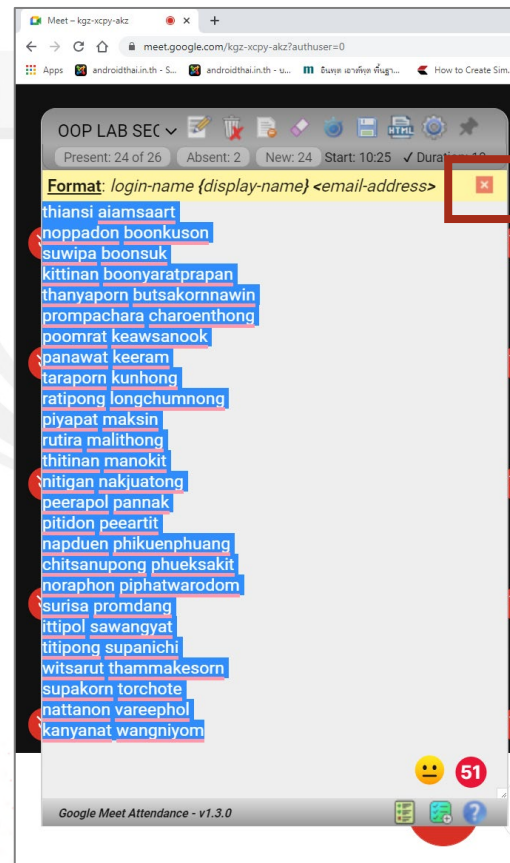 Meet – kgz-xcpy-akz
meet.google.com/kgz-xcpy-akz?authuser=0
Apps androidthai.in.th - S... androidthai.in.th - u... How to Create Sim.
OOP LAB SEC
HTML
Present: 24 of 26 Absent: 2 New: 24 Start: 10:25 ✓ Duration: 10
Format: login-name {display-name} <email-address>
thiansi aiamsaart
noppadon boonkuson
suwipa boonsuk
kittinan boonyaratprapan
thanyaporn butsakornnawin
prompachara charoenthong
poomrat keawsanook
panawat keeram
taraporn kunhong
ratipong longchumnong
piyapat maksin
rutira malithong
thitinan manokit
nitigan nakjuatong
peerapol pannak
pitidon peeartit
napduen phikuenphuang
chitsanupong phueksakit
noraphon piphatwarodom
surisa promdang
ittipol sawangyat
titipong supanichi
witsarut thammakesorn
supakorn torchote
nattanon vareephol
kanyanat wangniyom
51
Google Meet Attendance - v1.3.0